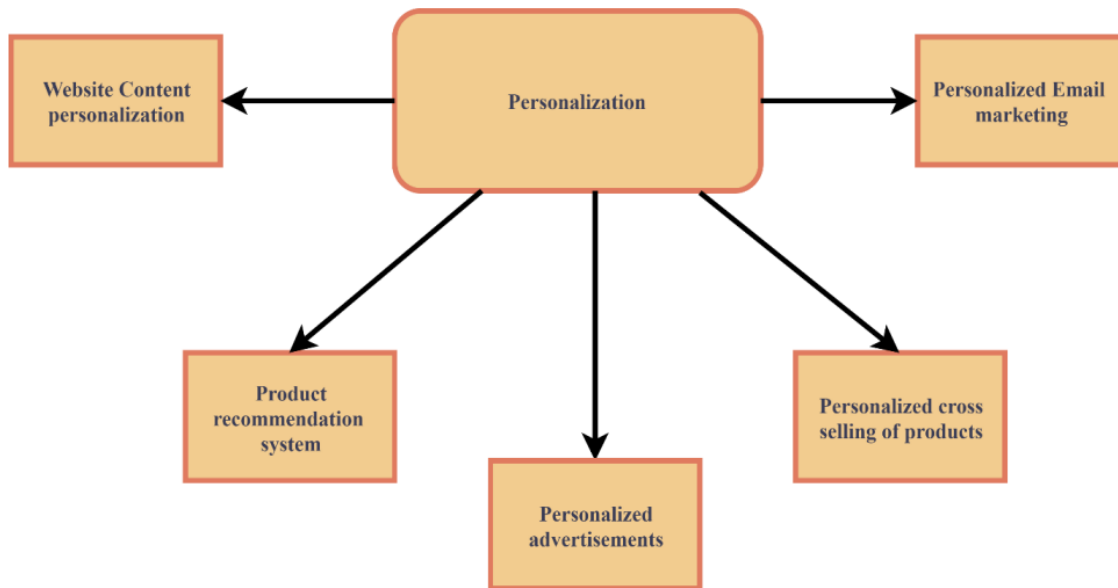 Website Content
personalization
Personalization
Personalized Email
marketing
Product
recommendation
system
Personalized
advertisements
Personalized cross
selling of products